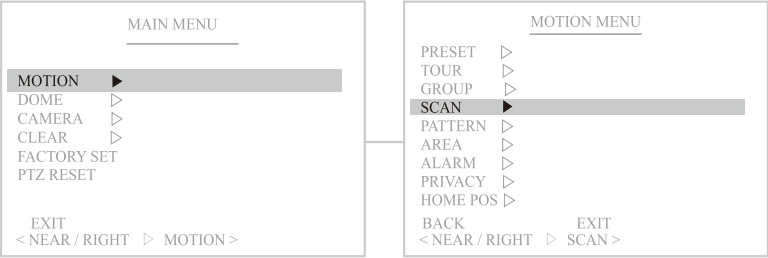 MAIN MENU
MOTION ▶
DOME ▷
CAMERA ▷
CLEAR ▷
FACTORY SET
PTZ RESET
EXIT
< NEAR / RIGHT ▷ MOTION >
MOTION MENU
PRESET ▷
TOUR ▷
GROUP ▷
SCAN ▶
PATTERN ▷
AREA ▷
ALARM ▷
PRIVACY ▷
HOME POS ▷
BACK EXIT
< NEAR / RIGHT ▷ SCAN >